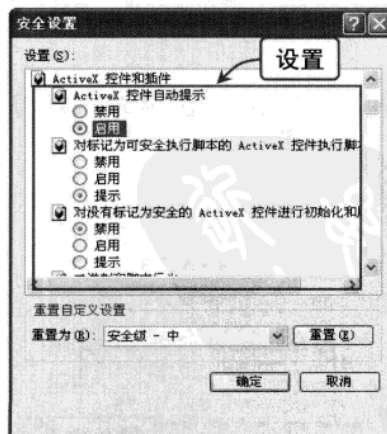 安全设置
设置(S):
设置
ActiveX 控件和插件
ActiveX 控件自动提示
禁用
启用
对标记为可安全执行脚本的 ActiveX 控件执行脚
禁用
启用
提示
对没有标记为安全的 ActiveX 控件进行初始化和
禁用
启用
提示
重置自定义设置
重置为(R): 安全级 - 中
重置(E)
确定
取消